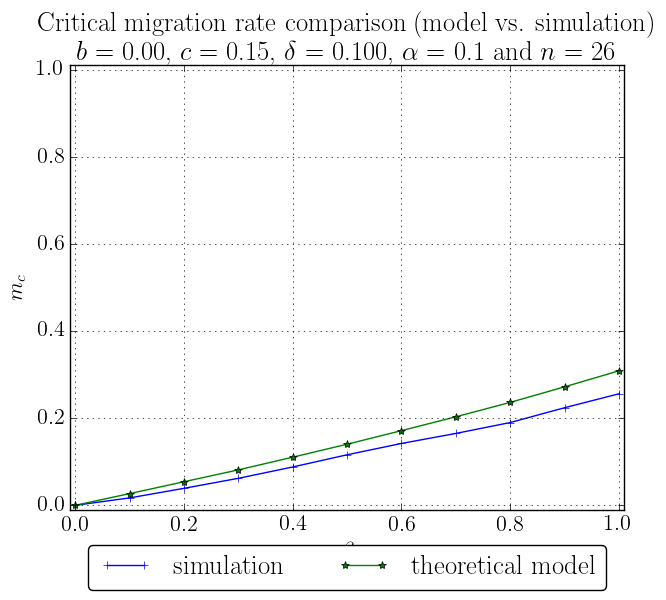 Critical migration rate comparison (model vs. simulation)
b = 0.00, c = 0.15, δ = 0.100, α = 0.1 and n = 26
1.0
0.8
0.6
0.4
0.2
0.0
m_c
0.0 0.2 0.4 0.6 0.8 1.0
simulation theoretical model